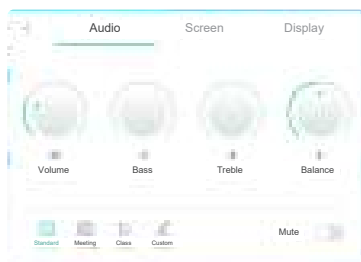 Audio Screen Display
Volume Bass Treble Balance
Standard Meeting Class Custom Mute